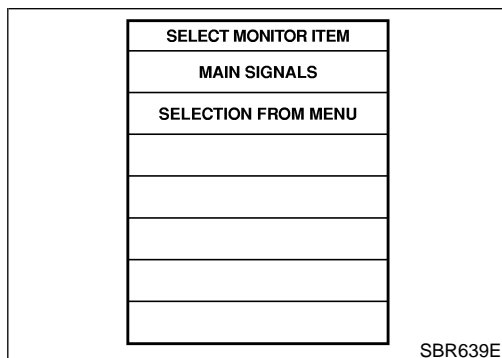 SELECT MONITOR ITEM
MAIN SIGNALS
SELECTION FROM MENU
SBR639E